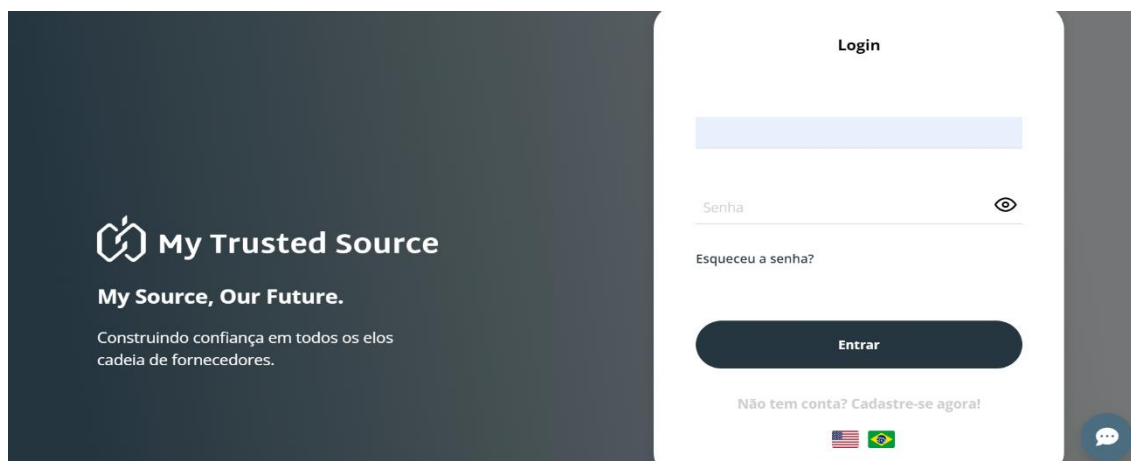 My Trusted Source
My Source, Our Future.
Construindo confiança em todos os elos
cadeia de fornecedores.
Login
Senha
Esqueceu a senha?
Entrar
Não tem conta? Cadastre-se agora!